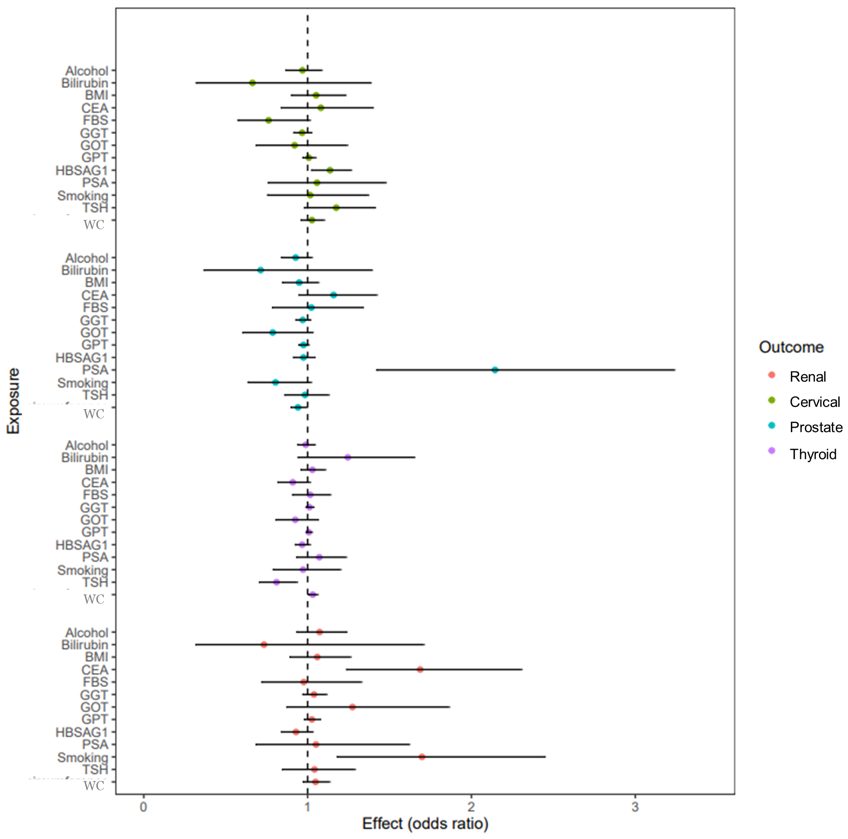 Alcohol
Bilirubin
BMI
CEA
FBS
GGT
GOT
GPT
HBSAG1
PSA
Smoking
TSH
WC
Alcohol
Bilirubin
BMI
CEA
FBS
GGT
GOT
GPT
HBSAG1
PSA
Smoking
TSH
WC
Alcohol
Bilirubin
BMI
CEA
FBS
GGT
GOT
GPT
HBSAG1
PSA
Smoking
TSH
WC
Alcohol
Bilirubin
BMI
CEA
FBS
GGT
GOT
GPT
HBSAG1
PSA
Smoking
TSH
WC
Exposure
0 1 2 3
Effect (odds ratio)
Outcome
Renal
Cervical
Prostate
Thyroid